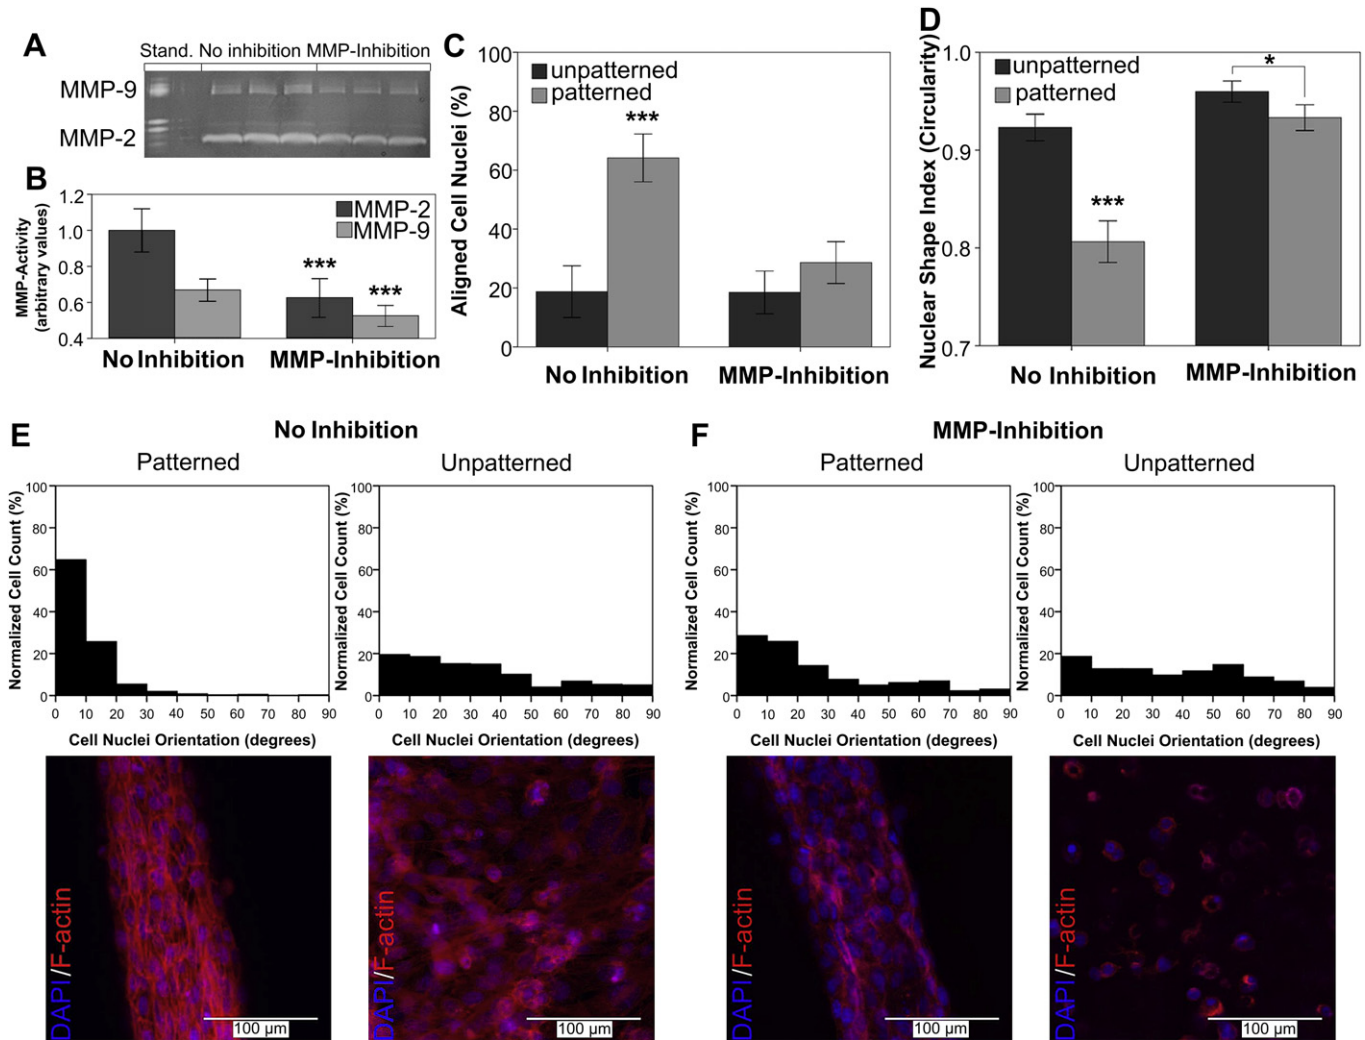 A
Stand. No inhibition MMP-Inhibition
MMP-9
MMP-2
B
MMP-Activity
(arbitrary values)
1.2
1.0
0.8
0.6
0.4
MMP-2
MMP-9
***
***
No Inhibition
MMP-Inhibition
C
Aligned Cell Nuclei (%)
100
80
60
40
20
0
unpatterned
patterned
***
No Inhibition
MMP-Inhibition
D
Nuclear Shape Index (Circularity)
1.0
0.9
0.8
0.7
unpatterned
patterned
***
*
No Inhibition
MMP-Inhibition
E
No Inhibition
Patterned
Normalized Cell Count (%)
100
80
60
40
20
0
0 10 20 30 40 50 60 70 80 90
Cell Nuclei Orientation (degrees)
Unpatterned
Normalized Cell Count (%)
100
80
60
40
20
0
0 10 20 30 40 50 60 70 80 90
Cell Nuclei Orientation (degrees)
DAPI/F-actin
100 µm
DAPI/F-actin
100 µm
F
MMP-Inhibition
Patterned
Normalized Cell Count (%)
100
80
60
40
20
0
0 10 20 30 40 50 60 70 80 90
Cell Nuclei Orientation (degrees)
Unpatterned
Normalized Cell Count (%)
100
80
60
40
20
0
0 10 20 30 40 50 60 70 80 90
Cell Nuclei Orientation (degrees)
DAPI/F-actin
100 µm
DAPI/F-actin
100 µm